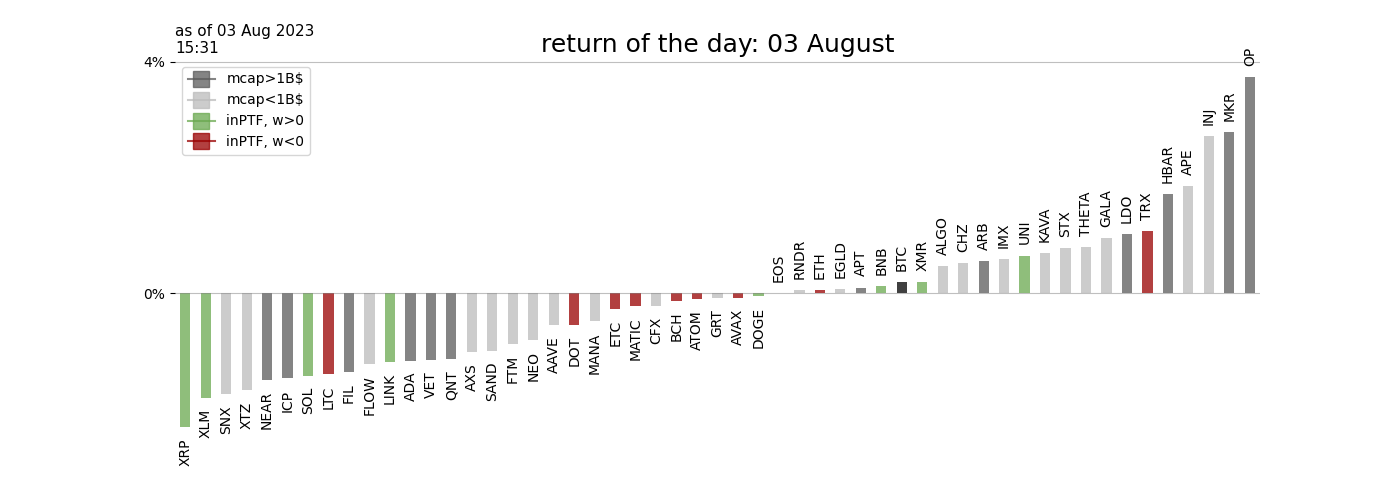 as of 03 Aug 2023
15:31
return of the day: 03 August
4%
mcap>1B$
mcap<1B$
inPTF, w>0
inPTF, w<0
0%
XRP
XLM
SNX
XTZ
NEAR
ICP
SOL
LTC
FIL
FLOW
LINK
ADA
VET
QNT
AXS
SAND
FTM
NEO
AAVE
DOT
MANA
ETC
MATIC
CFX
BCH
ATOM
GRT
AVAX
DOGE
EOS
RNDR
ETH
EGLD
APT
BNB
BTC
XMR
ALGO
CHZ
ARB
IMX
UNI
KAVA
STX
THETA
GALA
LDO
TRX
HBAR
APE
INJ
MKR
OP